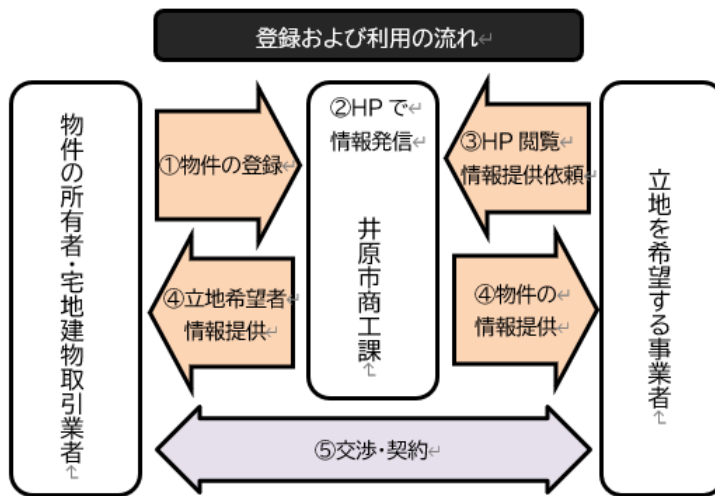 登録および利用の流れ
物件の所有者・宅地建物取引業者
①物件の登録
②HPで
情報発信
井原市商工課
③HP閲覧
情報提供依頼
④立地希望者
情報提供
④物件の
情報提供
立地を希望する事業者
⑤交渉・契約